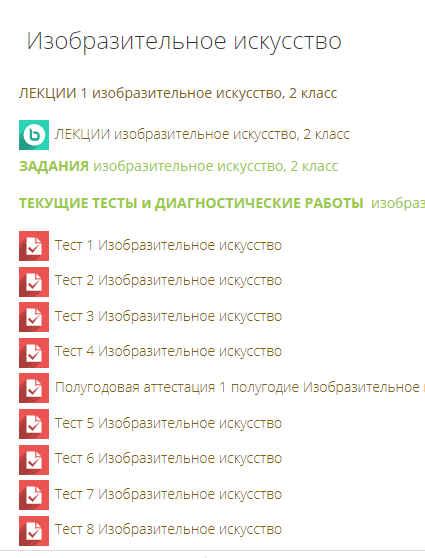 Изобразительное искусство
ЛЕКЦИИ 1 изобразительное искусство, 2 класс
ЛЕКЦИИ изобразительное искусство, 2 класс
ЗАДАНИЯ изобразительное искусство, 2 класс
ТЕКУЩИЕ ТЕСТЫ и ДИАГНОСТИЧЕСКИЕ РАБОТЫ изобраз
Тест 1 Изобразительное искусство
Тест 2 Изобразительное искусство
Тест 3 Изобразительное искусство
Тест 4 Изобразительное искусство
Полугодовая аттестация 1 полугодие Изобразительное
Тест 5 Изобразительное искусство
Тест 6 Изобразительное искусство
Тест 7 Изобразительное искусство
Тест 8 Изобразительное искусство